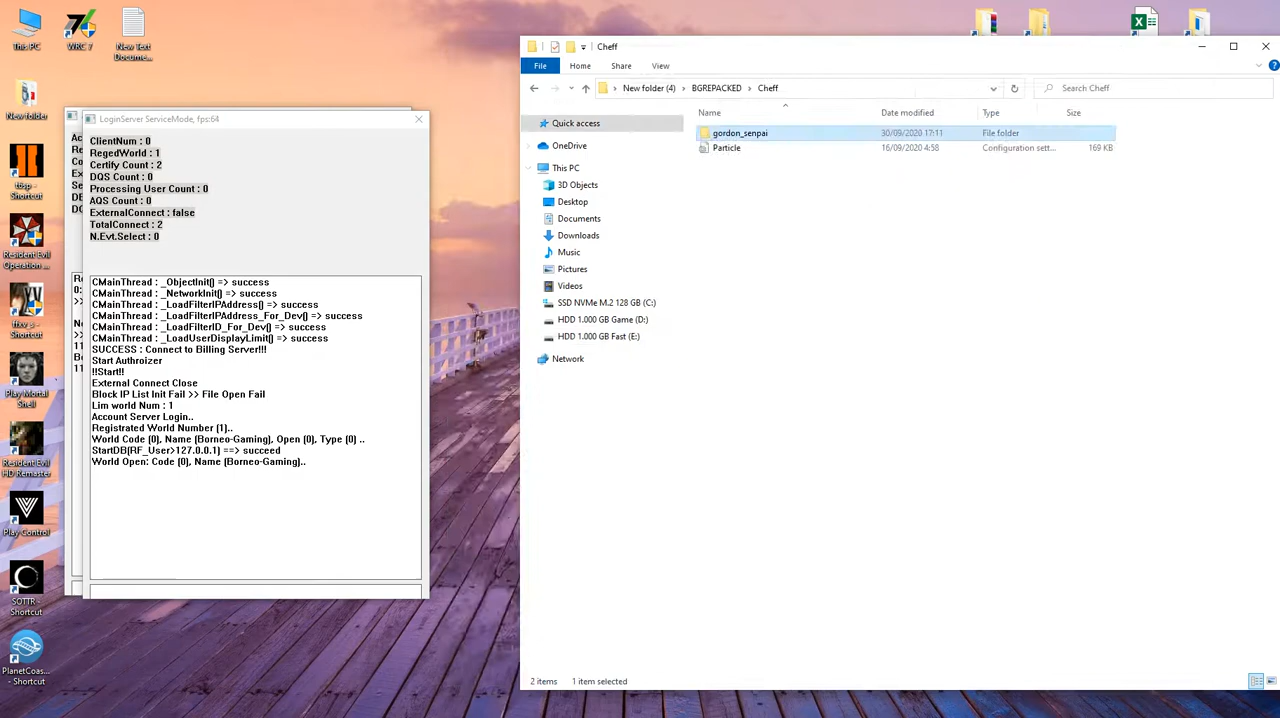 This PC
WRC 7
New Text
Docume...
New folder
t6sp -
Shortcut
Resident Evil
Operation ...
ffxv_s -
Shortcut
Play Mortal
Shell
Resident Evil
HD Remaster
Play Control
SOTTR -
Shortcut
PlanetCoas...
- Shortcut
LoginServer ServiceMode, fps:64
ClientNum : 0
RegedWorld : 1
Certify Count : 2
DQS Count : 0
Processing User Count : 0
AQS Count : 0
ExternalConnect : false
TotalConnect : 2
N.Evt.Select : 0
CMainThread : _ObjectInit() => success
CMainThread : _NetworkInit() => success
CMainThread : _LoadFilterIPAddress() => success
CMainThread : _LoadFilterIPAddress_For_Dev() => success
CMainThread : _LoadFilterID_For_Dev() => success
CMainThread : _LoadUserDisplayLimit() => success
SUCCESS : Connect to Billing Server!!!
Start Authroizer
!!Start!!
External Connect Close
Block IP List Init Fail >> File Open Fail
Lim world Num : 1
Account Server Login..
Registrated World Number (1)..
World Code (0), Name (Borneo-Gaming), Open (0), Type (0) ..
StartDB(RF_User>127.0.0.1) ==> succeed
World Open: Code (0), Name (Borneo-Gaming)..
Cheff
File Home Share View
New folder (4) > BGREPACKED > Cheff
Search Cheff
Name Date modified Type Size
gordon_senpai 30/09/2020 17:11 File folder
Particle 16/09/2020 4:58 Configuration sett... 169 KB
Quick access
OneDrive
This PC
3D Objects
Desktop
Documents
Downloads
Music
Pictures
Videos
SSD NVMe M.2 128 GB (C:)
HDD 1.000 GB Game (D:)
HDD 1.000 GB Fast (E:)
Network
2 items 1 item selected